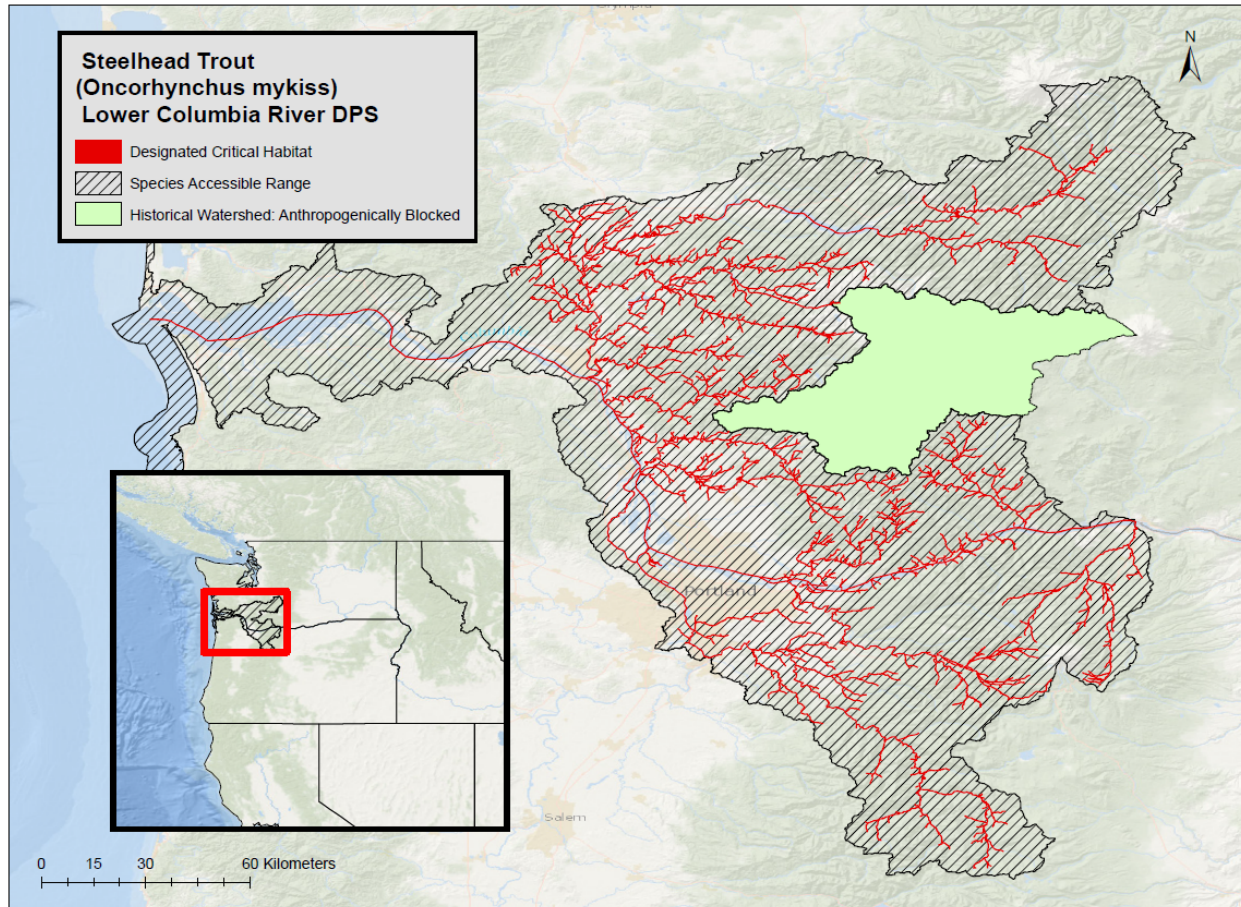 Olympia
N
Steelhead Trout
(Oncorhynchus mykiss)
Lower Columbia River DPS
Designated Critical Habitat
Species Accessible Range
Historical Watershed: Anthropogenically Blocked
Portland
Salem
0 15 30 60 Kilometers